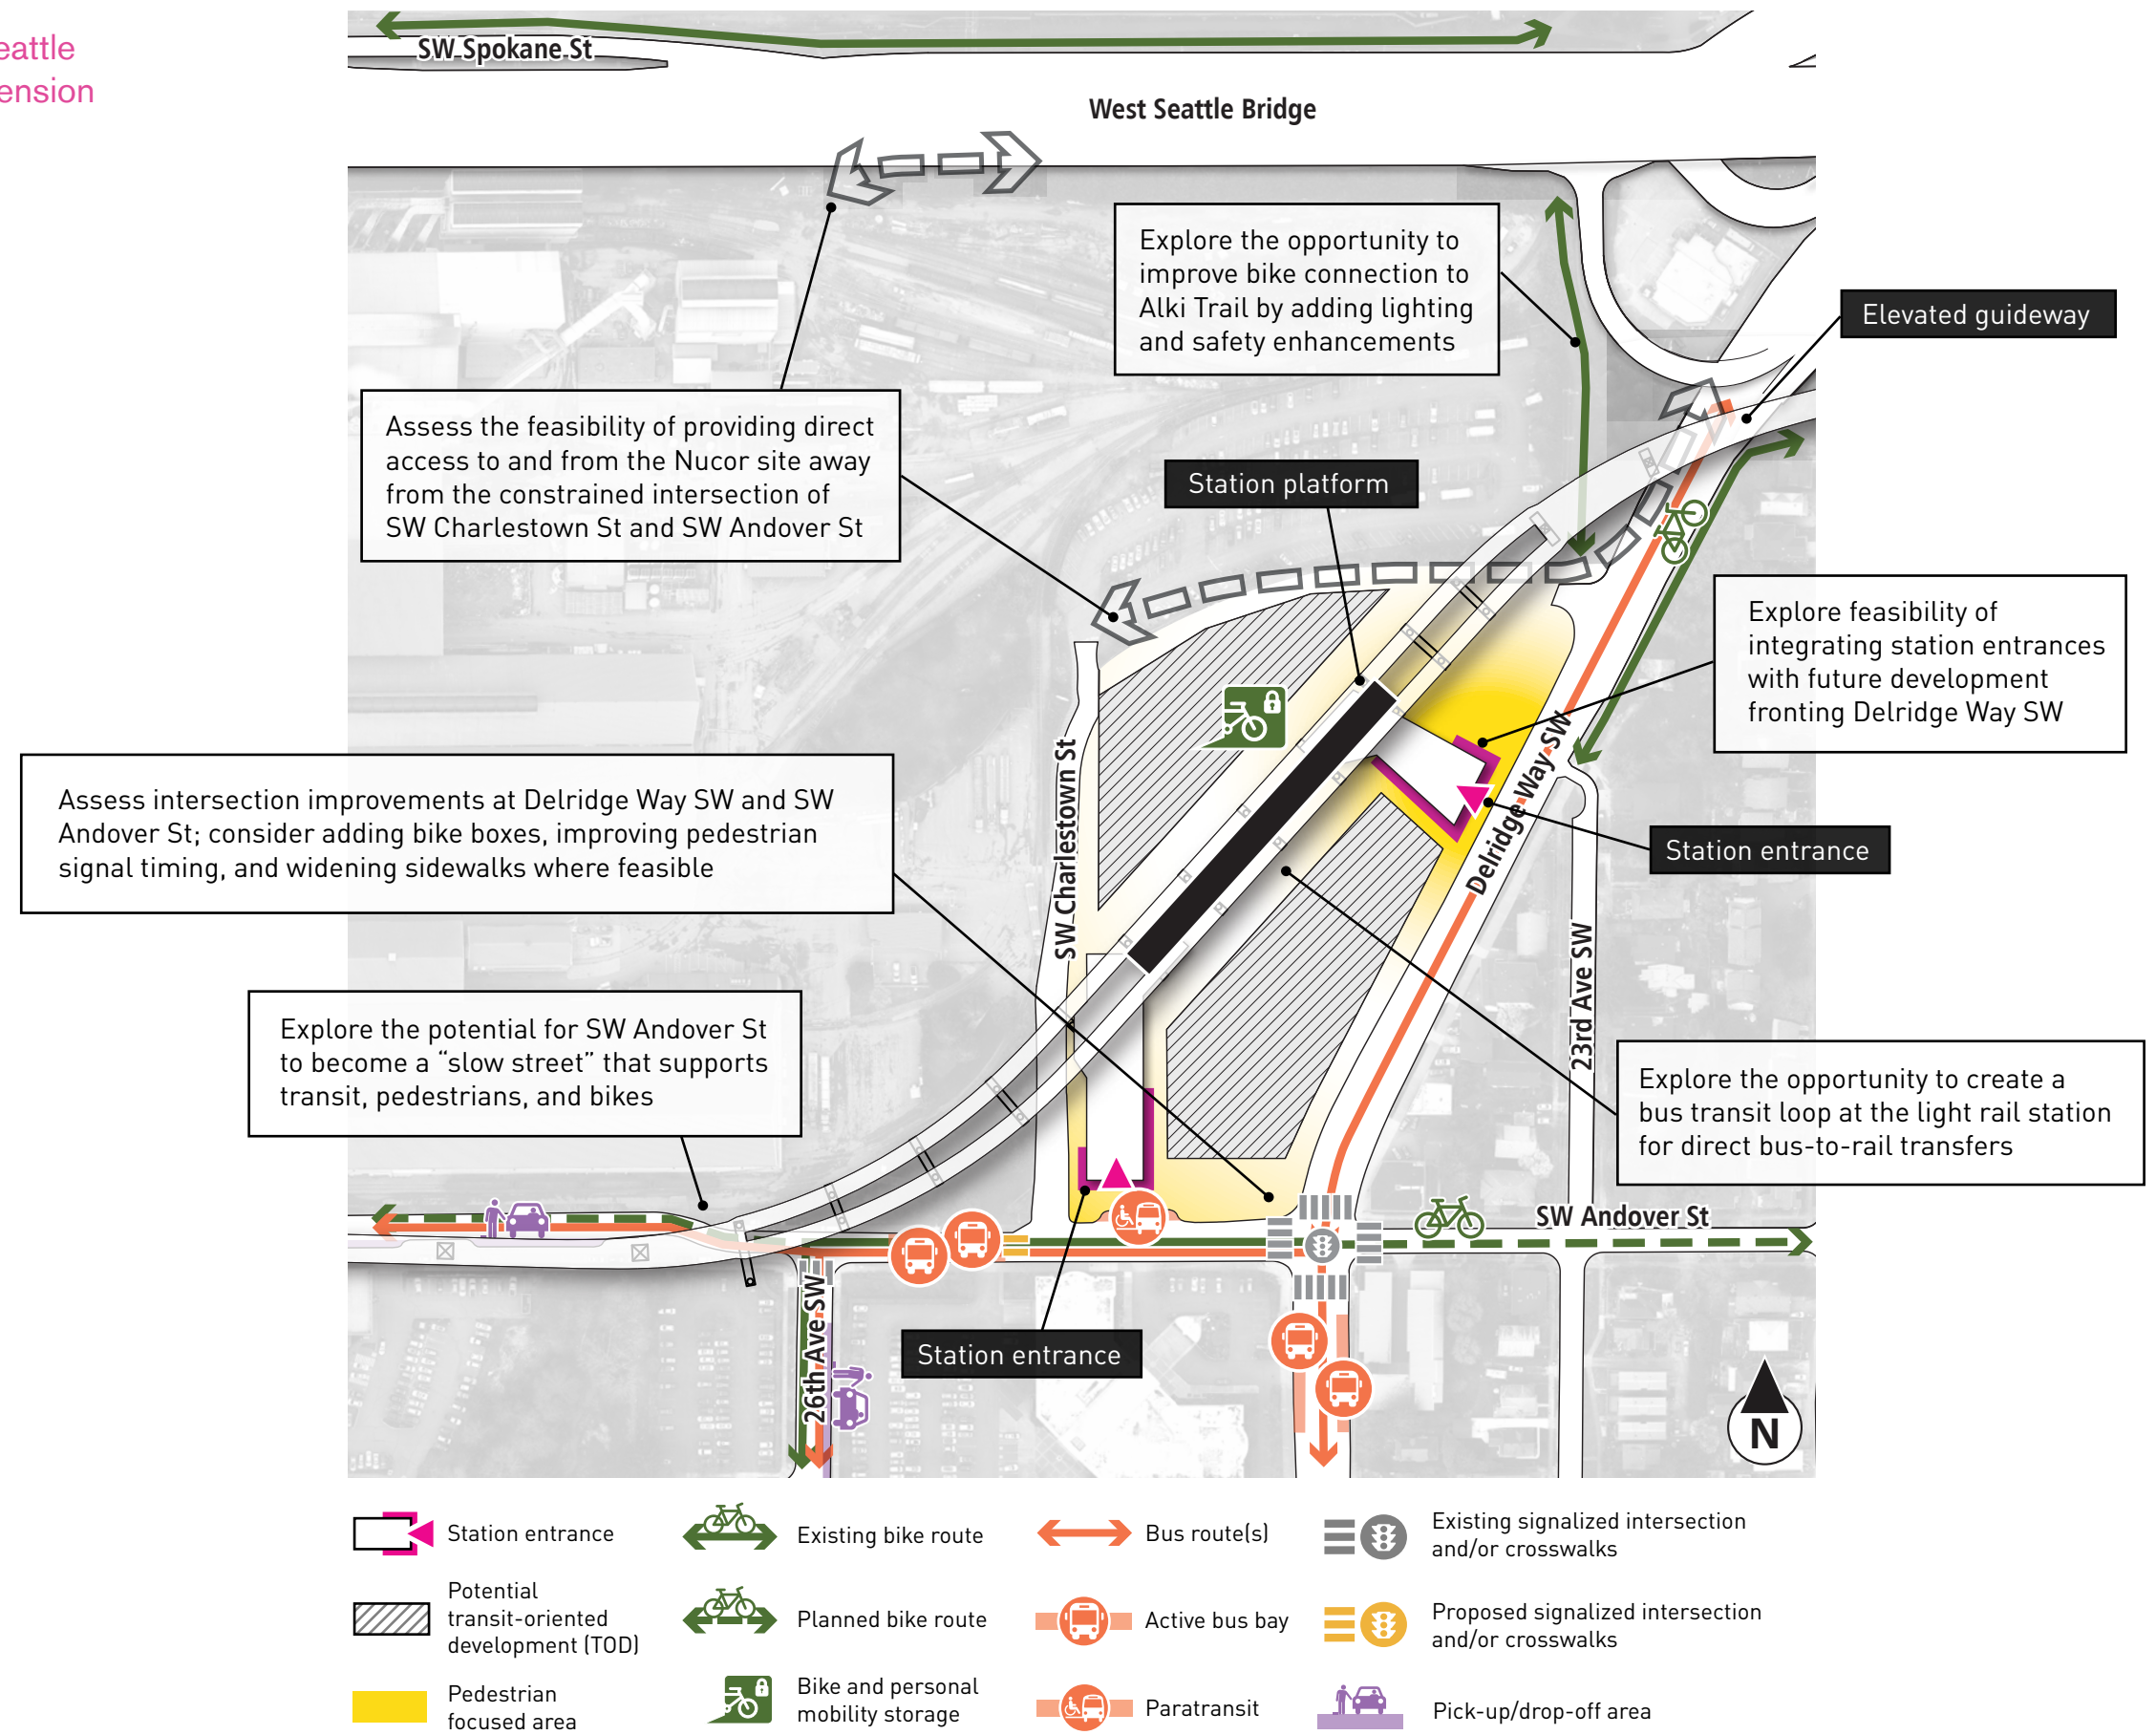 eattle
ension
SW Spokane St
West Seattle Bridge
Explore the opportunity to
improve bike connection to
Alki Trail by adding lighting
and safety enhancements
Elevated guideway
Assess the feasibility of providing direct
access to and from the Nucor site away
from the constrained intersection of
SW Charlestown St and SW Andover St
Station platform
Explore feasibility of
integrating station entrances
with future development
fronting Delridge Way SW
Assess intersection improvements at Delridge Way SW and SW
Andover St; consider adding bike boxes, improving pedestrian
signal timing, and widening sidewalks where feasible
SW Charlestown St
Delridge Way SW
Station entrance
23rd Ave SW
Explore the potential for SW Andover St
to become a “slow street” that supports
transit, pedestrians, and bikes
Explore the opportunity to create a
bus transit loop at the light rail station
for direct bus-to-rail transfers
SW Andover St
26th Ave SW
Station entrance
N
Station entrance
Existing bike route
Bus route(s)
Existing signalized intersection
and/or crosswalks
Potential
transit-oriented
development (TOD)
Planned bike route
Active bus bay
Proposed signalized intersection
and/or crosswalks
Pedestrian
focused area
Bike and personal
mobility storage
Paratransit
Pick-up/drop-off area